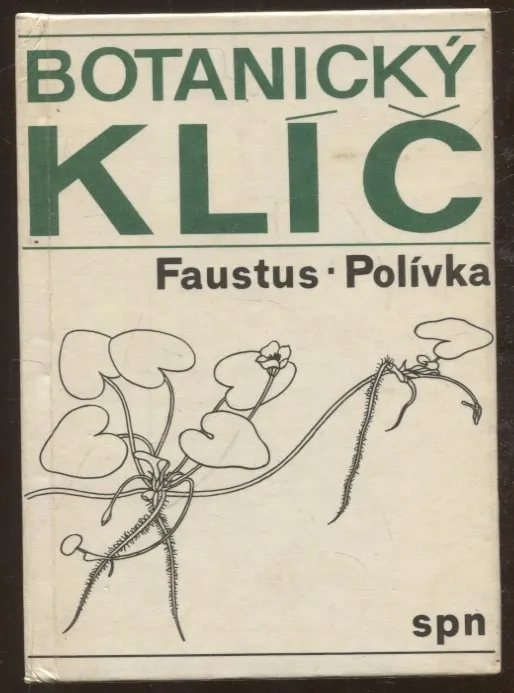 BOTANICKÝ
KLÍČ
Faustus · Polívka
spn